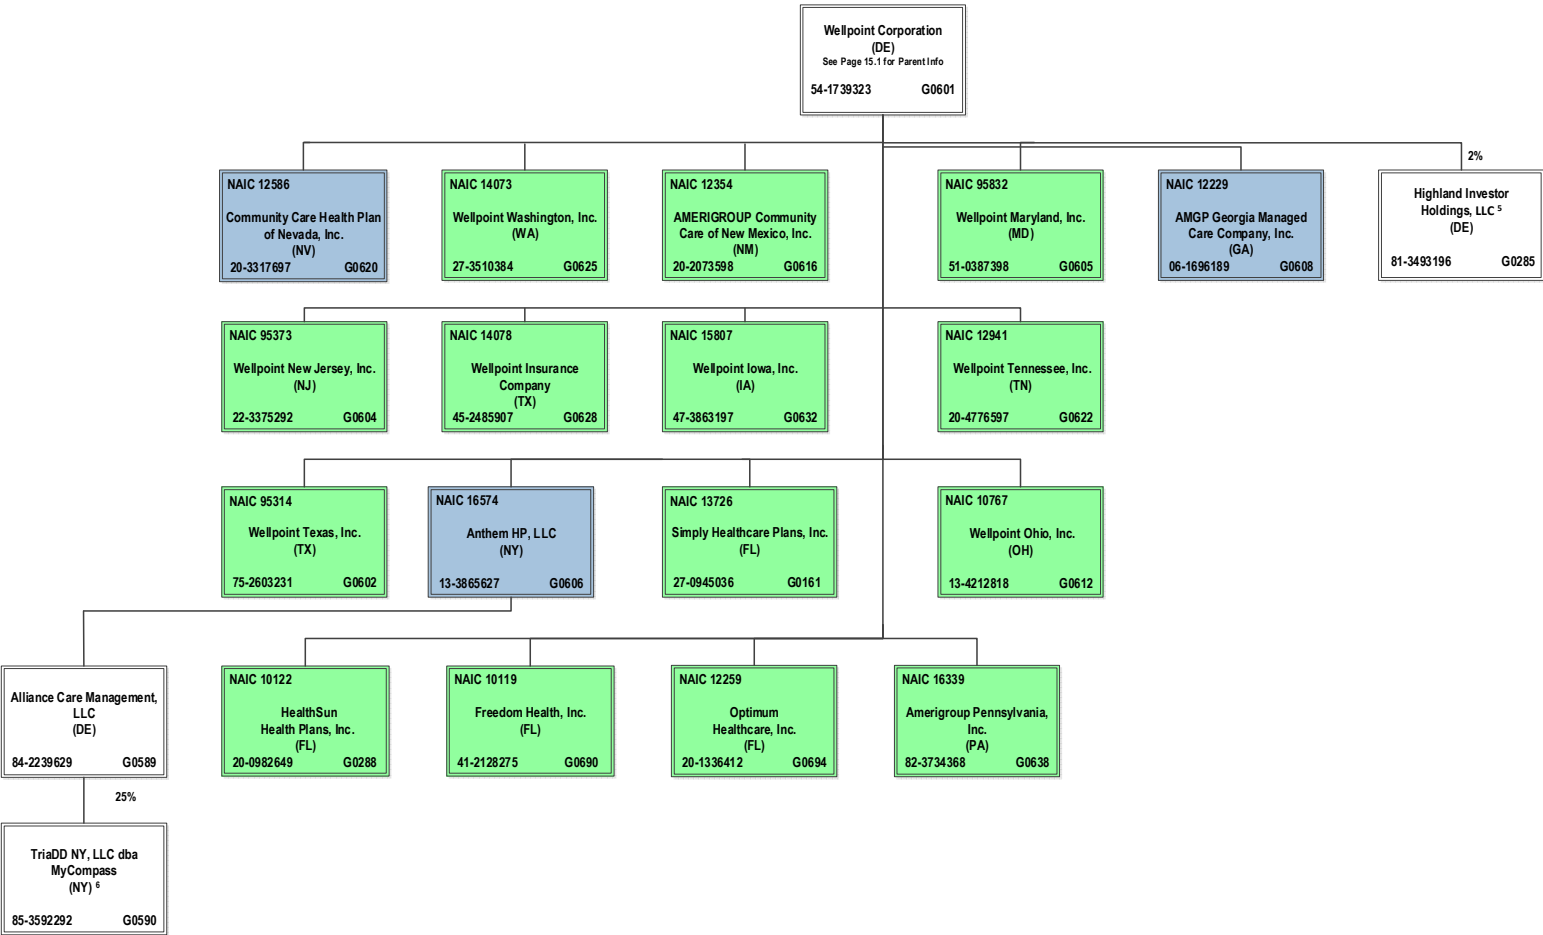 Wellpoint Corporation
(DE)
See Page 15.1 for Parent Info
54-1739323 G0601
2%
NAIC 12586
Community Care Health Plan
of Nevada, Inc.
(NV)
20-3317697 G0620
NAIC 14073
Wellpoint Washington, Inc.
(WA)
27-3510384 G0625
NAIC 12354
AMERIGROUP Community
Care of New Mexico, Inc.
(NM)
20-2073598 G0616
NAIC 95832
Wellpoint Maryland, Inc.
(MD)
51-0387398 G0605
NAIC 12229
AMGP Georgia Managed
Care Company, Inc.
(GA)
06-1696189 G0608
Highland Investor
Holdings, LLC ⁵
(DE)
81-3493196 G0285
NAIC 95373
Wellpoint New Jersey, Inc.
(NJ)
22-3375292 G0604
NAIC 14078
Wellpoint Insurance
Company
(TX)
45-2485907 G0628
NAIC 15807
Wellpoint Iowa, Inc.
(IA)
47-3863197 G0632
NAIC 12941
Wellpoint Tennessee, Inc.
(TN)
20-4776597 G0622
NAIC 95314
Wellpoint Texas, Inc.
(TX)
75-2603231 G0602
NAIC 16574
Anthem HP, LLC
(NY)
13-3865627 G0606
NAIC 13726
Simply Healthcare Plans, Inc.
(FL)
27-0945036 G0161
NAIC 10767
Wellpoint Ohio, Inc.
(OH)
13-4212818 G0612
Alliance Care Management,
LLC
(DE)
84-2239629 G0589
NAIC 10122
HealthSun
Health Plans, Inc.
(FL)
20-0982649 G0288
NAIC 10119
Freedom Health, Inc.
(FL)
41-2128275 G0690
NAIC 12259
Optimum
Healthcare, Inc.
(FL)
20-1336412 G0694
NAIC 16339
Amerigroup Pennsylvania,
Inc.
(PA)
82-3734368 G0638
25%
TriaDD NY, LLC dba
MyCompass
(NY) ⁶
85-3592292 G0590